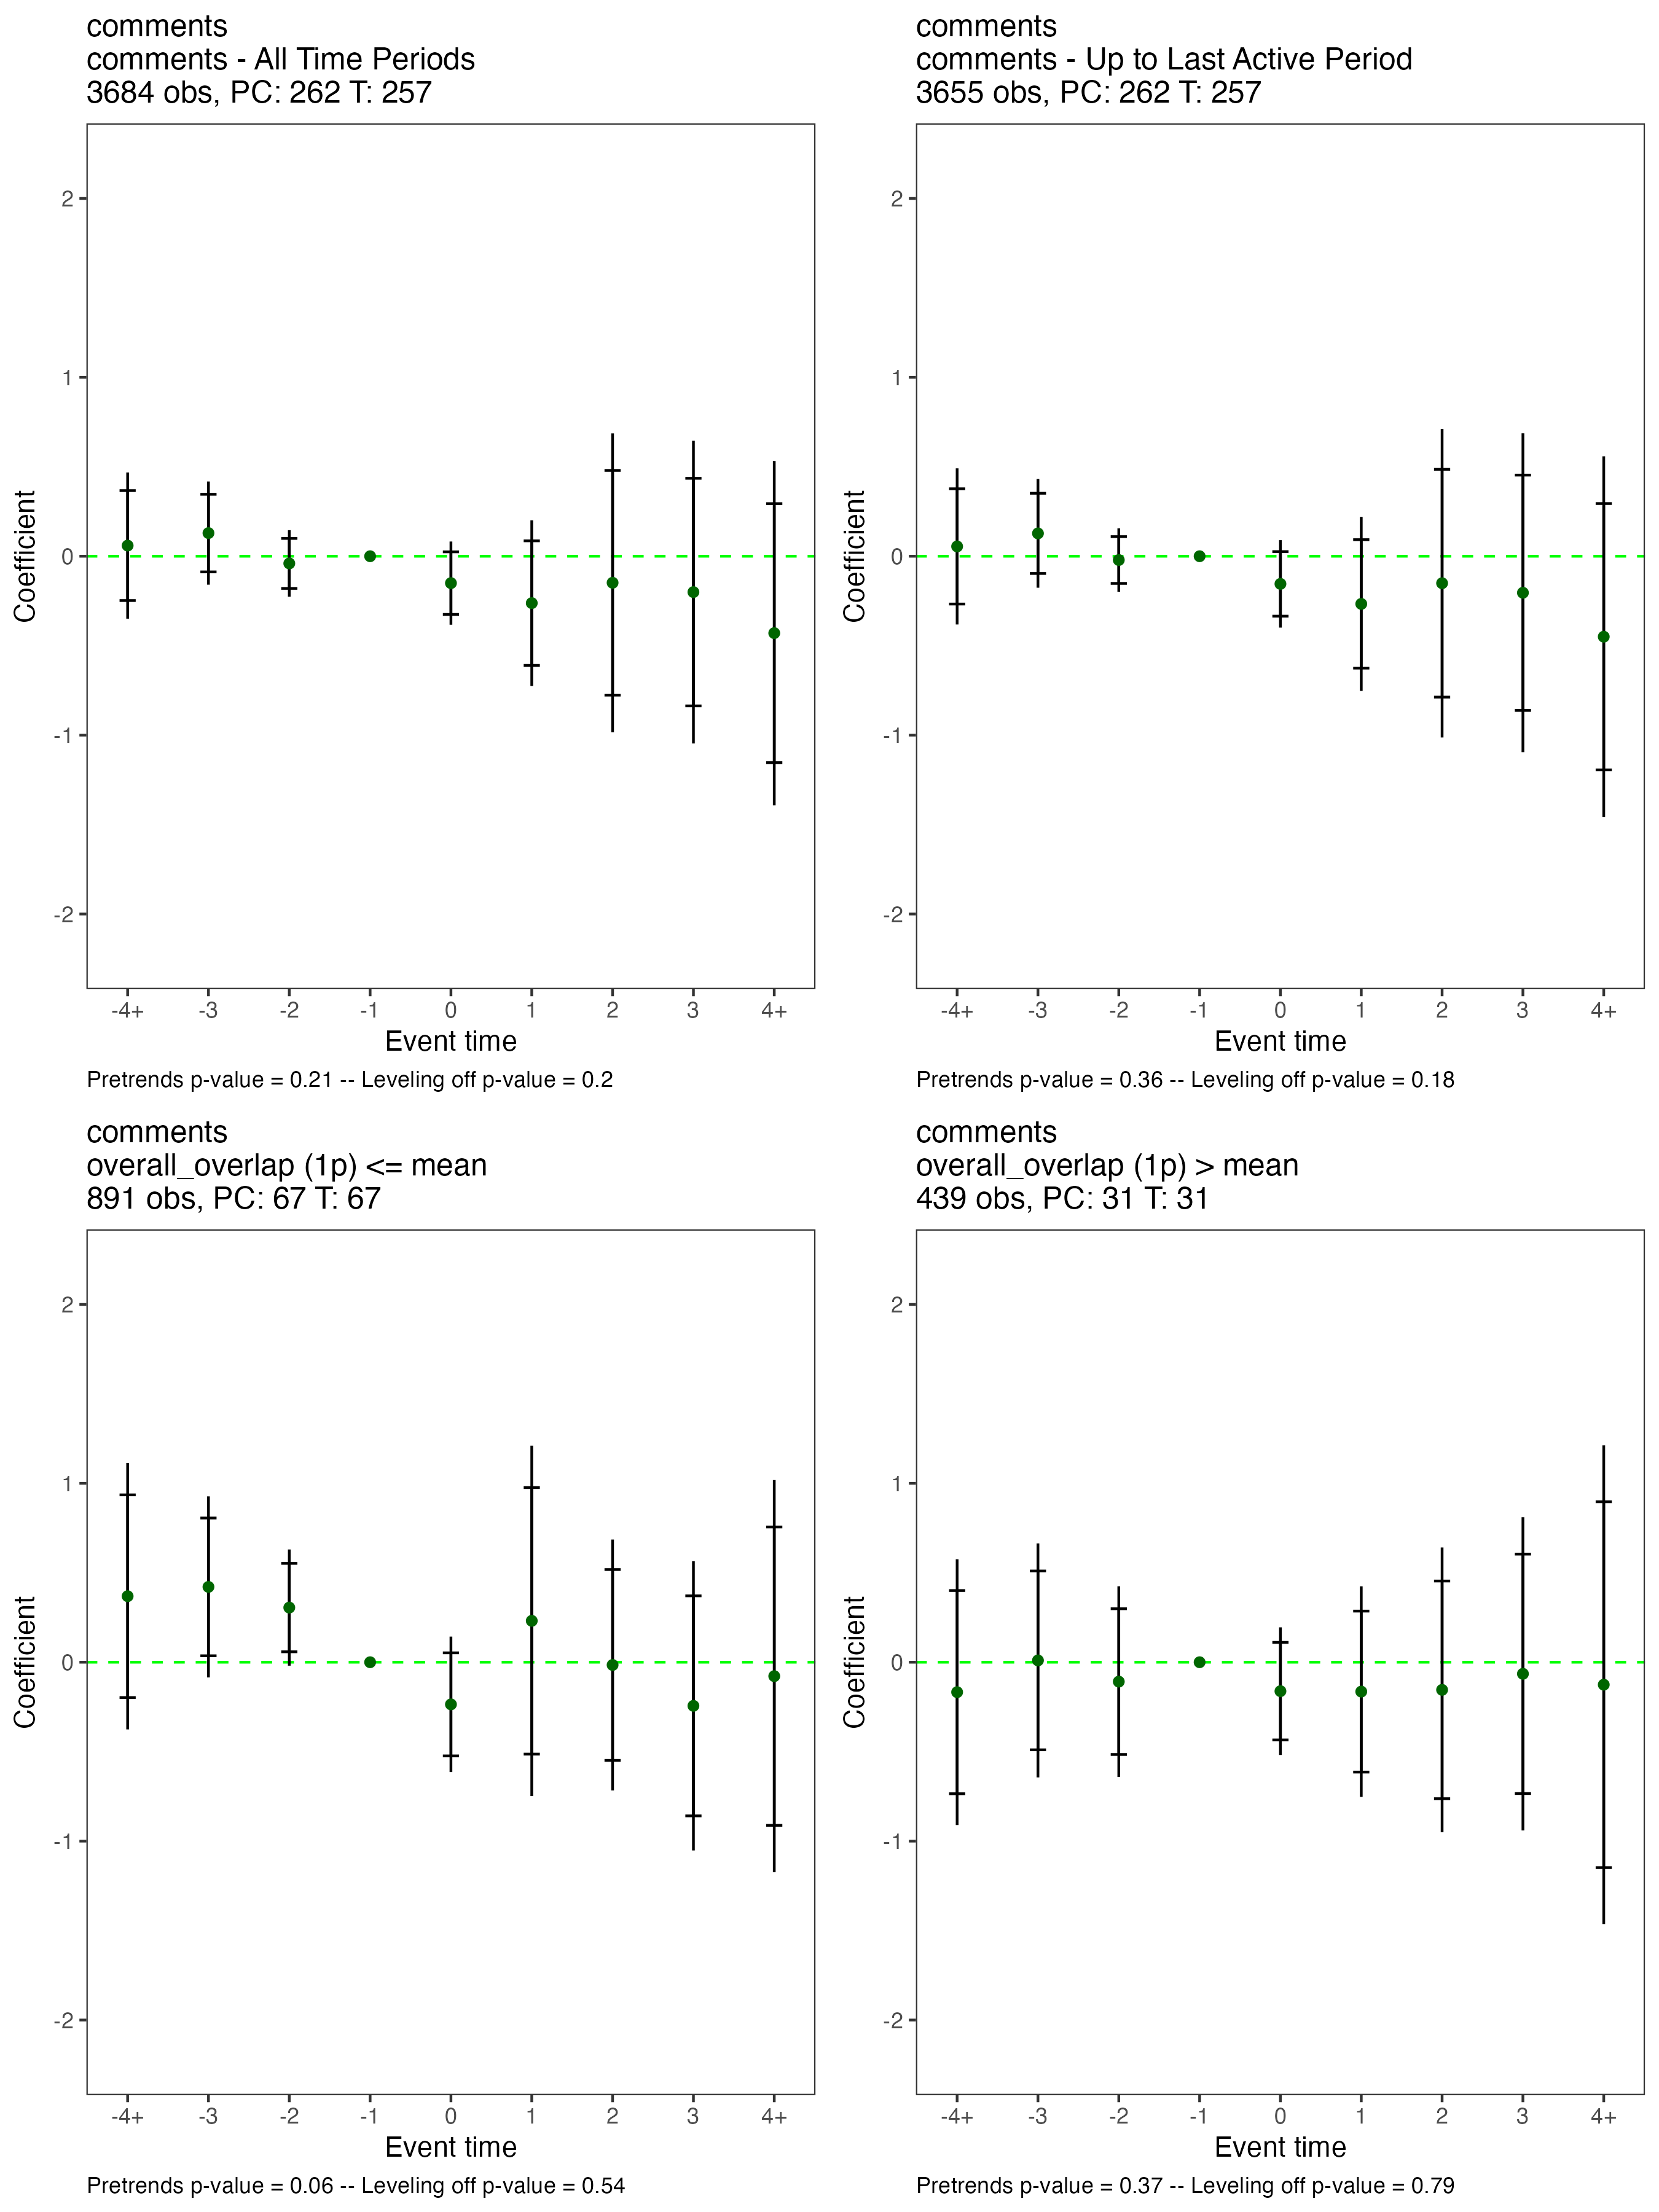 comments
comments - All Time Periods
3684 obs, PC: 262 T: 257
Coefficient
2
1
0
-1
-2
-4+ -3 -2 -1 0 1 2 3 4+
Event time
Pretrends p-value = 0.21 -- Leveling off p-value = 0.2
comments
comments - Up to Last Active Period
3655 obs, PC: 262 T: 257
Coefficient
2
1
0
-1
-2
-4+ -3 -2 -1 0 1 2 3 4+
Event time
Pretrends p-value = 0.36 -- Leveling off p-value = 0.18
comments
overall_overlap (1p) <= mean
891 obs, PC: 67 T: 67
Coefficient
2
1
0
-1
-2
-4+ -3 -2 -1 0 1 2 3 4+
Event time
Pretrends p-value = 0.06 -- Leveling off p-value = 0.54
comments
overall_overlap (1p) > mean
439 obs, PC: 31 T: 31
Coefficient
2
1
0
-1
-2
-4+ -3 -2 -1 0 1 2 3 4+
Event time
Pretrends p-value = 0.37 -- Leveling off p-value = 0.79